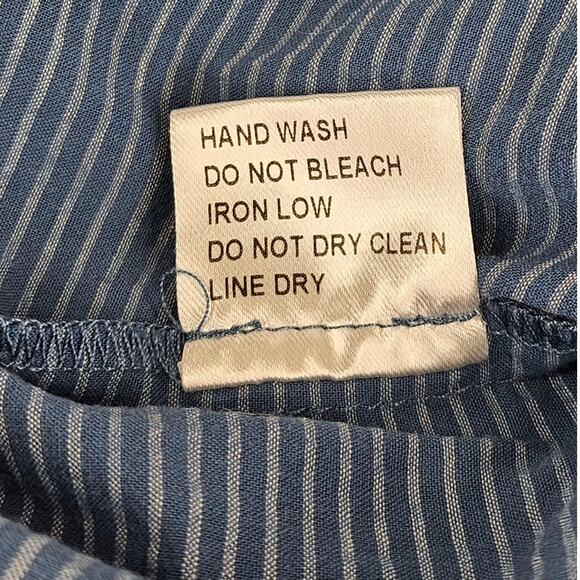 HAND WASH
DO NOT BLEACH
IRON LOW
DO NOT DRY CLEAN
LINE DRY